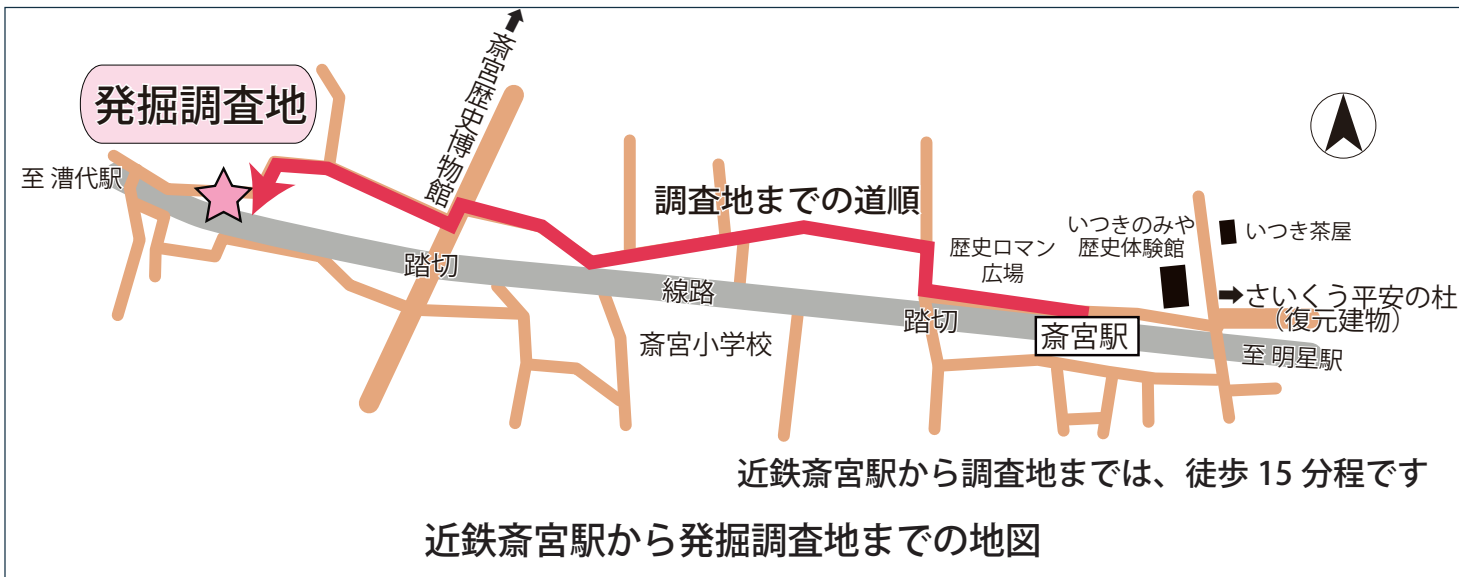 斎宮歴史博物館
発掘調査地
至 漕代駅
調査地までの道順
いつきのみや
歴史体験館
いつき茶屋
歴史ロマン
広場
踏切
線路
さいくう平安の杜
（復元建物）
踏切
斎宮駅
斎宮小学校
至 明星駅
近鉄斎宮駅から調査地までは、徒歩 15 分程です
近鉄斎宮駅から発掘調査地までの地図